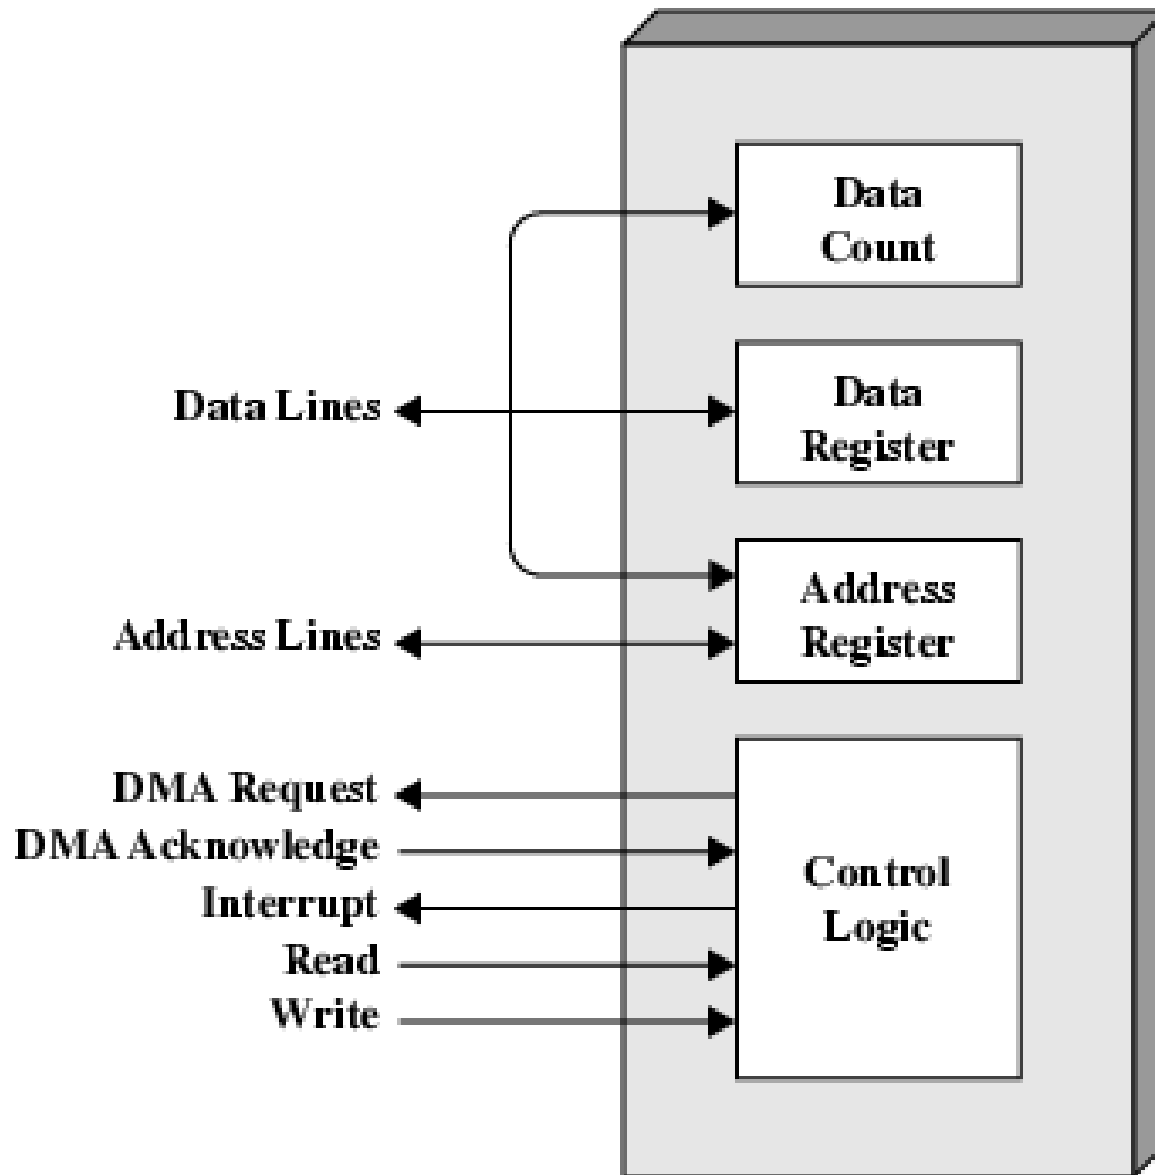 Data
Count
Data Lines
Data
Register
Address
Register
Address Lines
DMA Request
DMA Acknowledge
Interrupt
Read
Write
Control
Logic